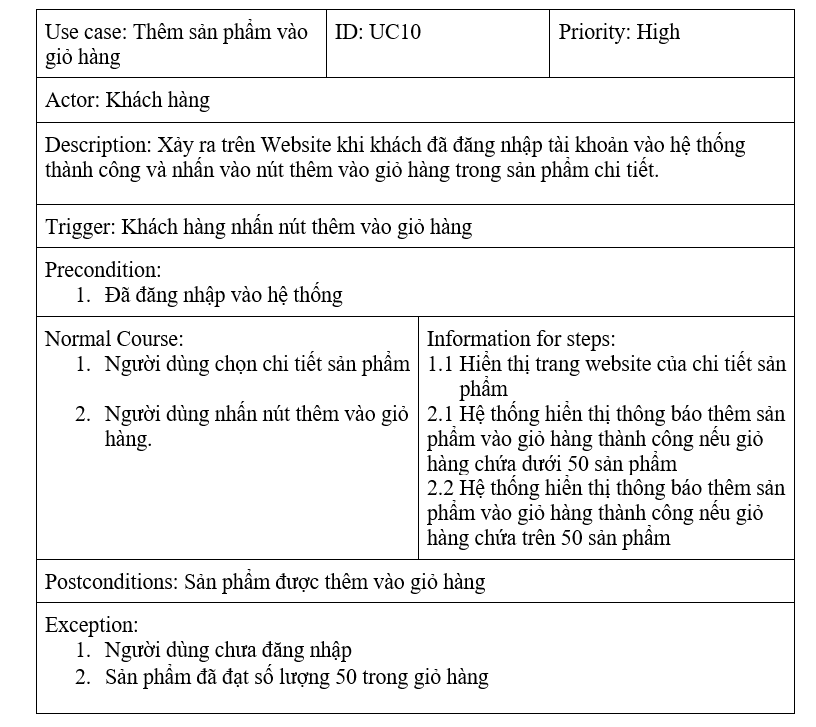 Use case: Thêm sản phẩm vào
giỏ hàng
ID: UC10
Priority: High
Actor: Khách hàng
Description: Xảy ra trên Website khi khách đã đăng nhập tài khoản vào hệ thống
thành công và nhấn vào nút thêm vào giỏ hàng trong sản phẩm chi tiết.
Trigger: Khách hàng nhấn nút thêm vào giỏ hàng
Precondition:
1. Đã đăng nhập vào hệ thống
Normal Course:
1. Người dùng chọn chi tiết sản phẩm
2. Người dùng nhấn nút thêm vào giỏ
hàng.
Information for steps:
1.1 Hiển thị trang website của chi tiết sản
phẩm
2.1 Hệ thống hiển thị thông báo thêm sản
phẩm vào giỏ hàng thành công nếu giỏ
hàng chứa dưới 50 sản phẩm
2.2 Hệ thống hiển thị thông báo thêm sản
phẩm vào giỏ hàng thành công nếu giỏ
hàng chứa trên 50 sản phẩm
Postconditions: Sản phẩm được thêm vào giỏ hàng
Exception:
1. Người dùng chưa đăng nhập
2. Sản phẩm đã đạt số lượng 50 trong giỏ hàng